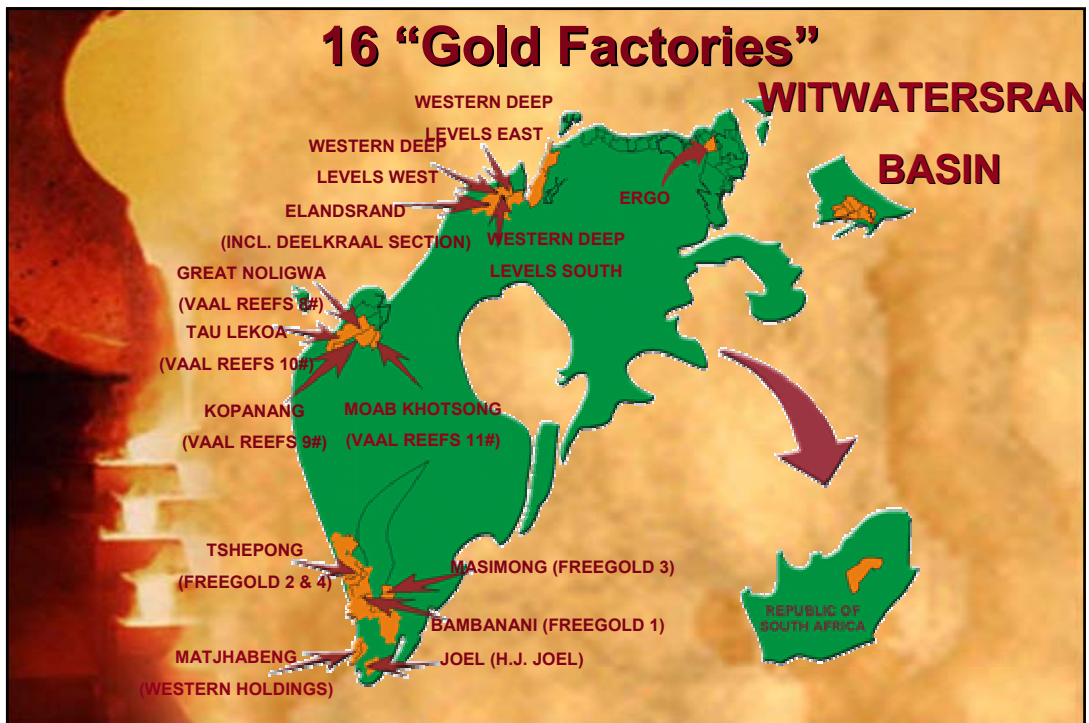 16 “Gold Factories”
WITWATERSRAN
BASIN
WESTERN DEEP
LEVELS EAST
WESTERN DEEP
LEVELS WEST
ELANDSRAND
(INCL. DEELKRAAL SECTION)
WESTERN DEEP
LEVELS SOUTH
ERGO
GREAT NOLIGWA
(VAAL REEFS 8#)
TAU LEKOA
(VAAL REEFS 10#)
KOPANANG
(VAAL REEFS 9#)
MOAB KHOTSONG
(VAAL REEFS 11#)
TSHEPONG
(FREEGOLD 2 & 4)
MASIMONG (FREEGOLD 3)
BAMBANANI (FREEGOLD 1)
MATJHABENG
(WESTERN HOLDINGS)
JOEL (H.J. JOEL)
REPUBLIC OF
SOUTH AFRICA